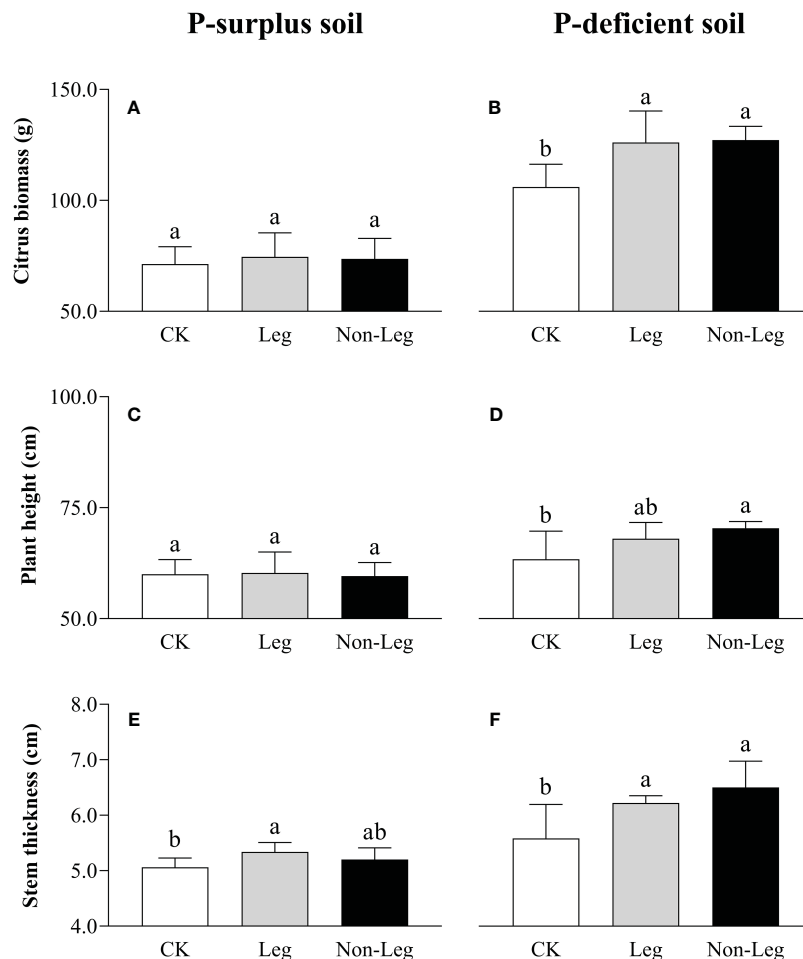 P-surplus soil P-deficient soil
Citrus biomass (g)
150.0
100.0
50.0
A
a a a
CK Leg Non-Leg
B
b a a
CK Leg Non-Leg
Plant height (cm)
100.0
75.0
50.0
C
a a a
CK Leg Non-Leg
D
b ab a
CK Leg Non-Leg
Stem thickness (cm)
8.0
7.0
6.0
5.0
4.0
E
b a ab
CK Leg Non-Leg
F
b a a
CK Leg Non-Leg